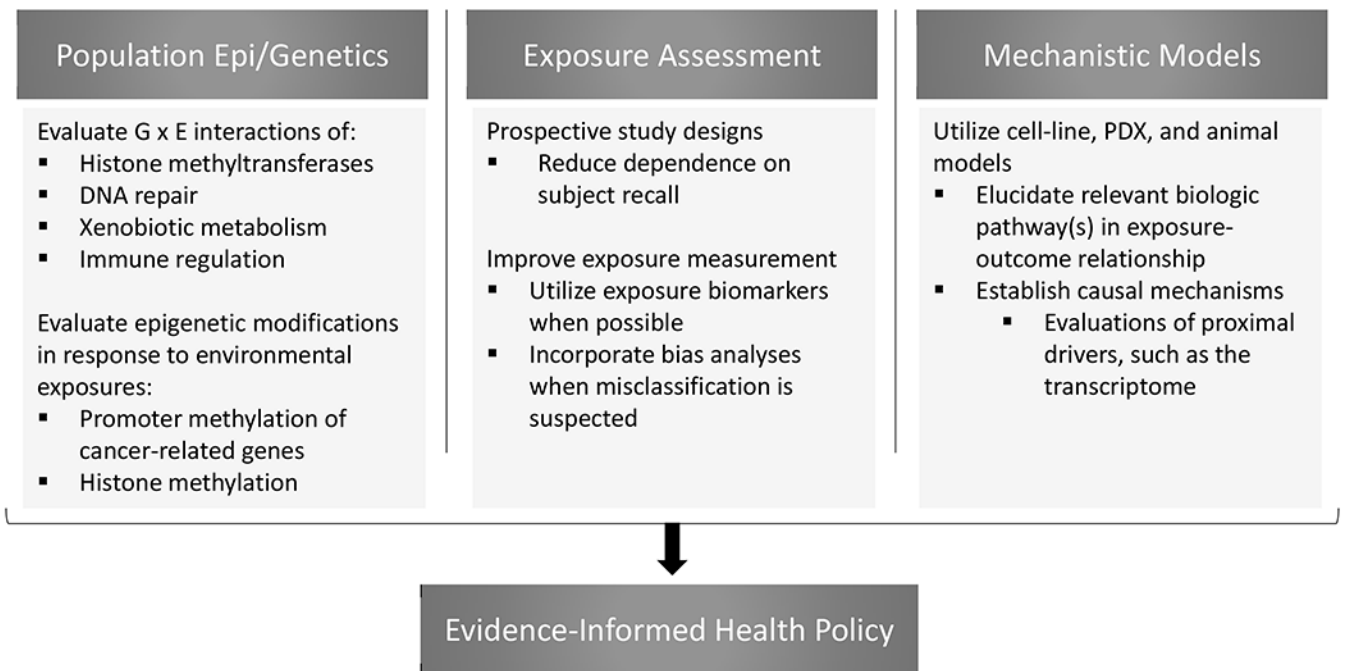 Population Epi/Genetics
Evaluate G x E interactions of:
▪ Histone methyltransferases
▪ DNA repair
▪ Xenobiotic metabolism
▪ Immune regulation
Evaluate epigenetic modifications
in response to environmental
exposures:
▪ Promoter methylation of
cancer-related genes
▪ Histone methylation
Exposure Assessment
Prospective study designs
▪ Reduce dependence on
subject recall
Improve exposure measurement
▪ Utilize exposure biomarkers
when possible
▪ Incorporate bias analyses
when misclassification is
suspected
Mechanistic Models
Utilize cell-line, PDX, and animal
models
▪ Elucidate relevant biologic
pathway(s) in exposure-
outcome relationship
▪ Establish causal mechanisms
▪ Evaluations of proximal
drivers, such as the
transcriptome
Evidence-Informed Health Policy